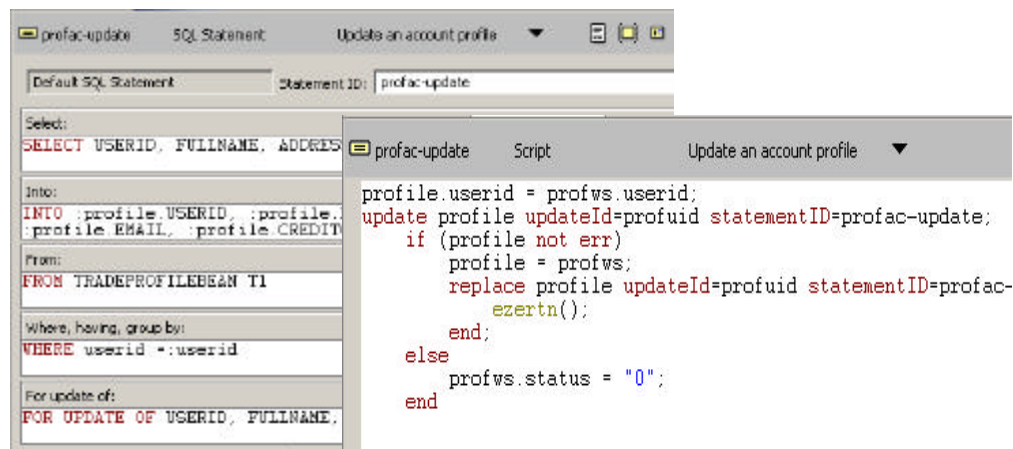 profac-update SQL Statement Update an account profile
Default SQL Statement Statement ID: profac-update
Select:
SELECT USERID, FULLNAME, ADDRES
Into:
INTO :profile.USERID, :profile.
:profile.EMAIL, :profile.CREDIT
From:
FROM TRADEPROFILEBEAN T1
Where, having, group by:
WHERE userid =:userid
For update of:
FOR UPDATE OF USERID, FULLNAME,
profac-update Script Update an account profile
profile.userid = profws.userid;
update profile updateId=profuid statementID=profac-update;
if (profile not err)
profile = profws;
replace profile updateId=profuid statementID=profac-
ezertn();
end;
else
profws.status = "0";
end